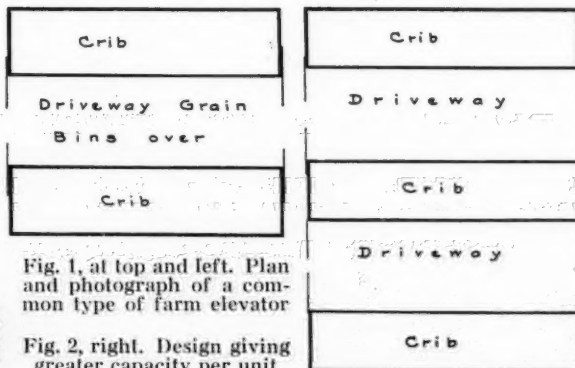 Crib
Driveway Grain
Bins over
Crib
Fig. 1, at top and left. Plan
and photograph of a com-
mon type of farm elevator
Fig. 2, right. Design giving
greater capacity per unit
Crib
Driveway
Crib
Driveway
Crib